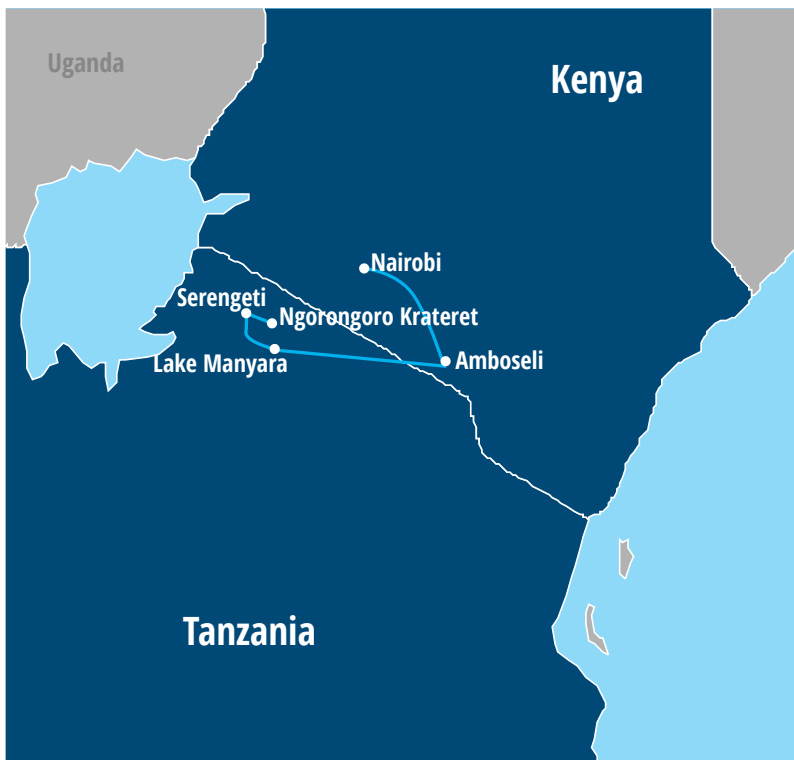 Uganda
Kenya
Nairobi
Serengeti
Ngorongoro Krateret
Lake Manyara
Amboseli
Tanzania